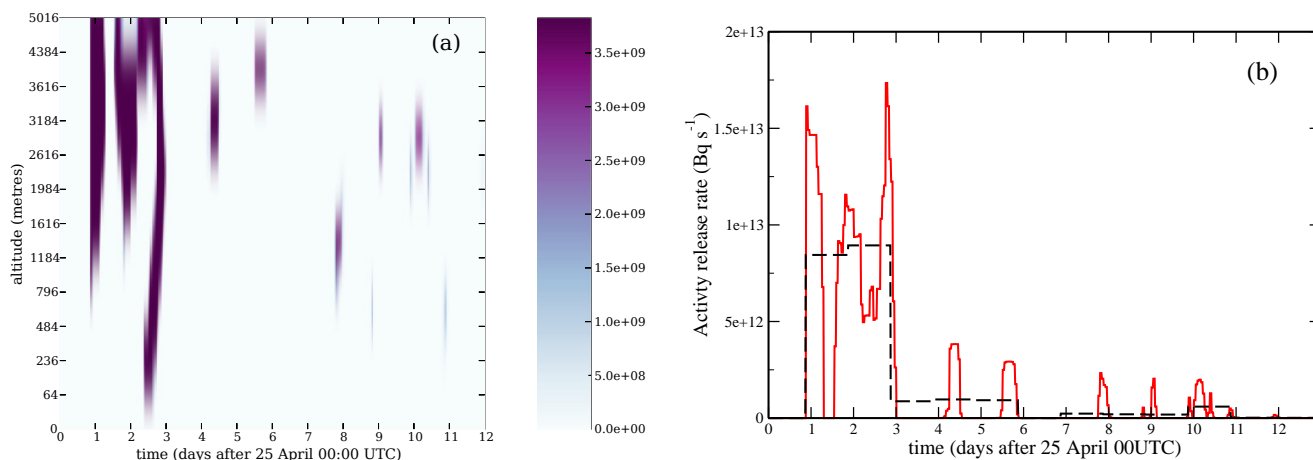 (a)
altitude (metres)
5016
4384
3616
3184
2616
1984
1616
1184
796
484
236
64
0
0 1 2 3 4 5 6 7 8 9 10 11 12
time (days after 25 April 00:00 UTC)
3.5e+09
3.0e+09
2.5e+09
2.0e+09
1.5e+09
1.0e+09
5.0e+08
0.0e+00
(b)
Activty release rate (Bq s⁻¹)
2e+13
1.5e+13
1e+13
5e+12
0
0 1 2 3 4 5 6 7 8 9 10 11 12
time (days after 25 April 00UTC)